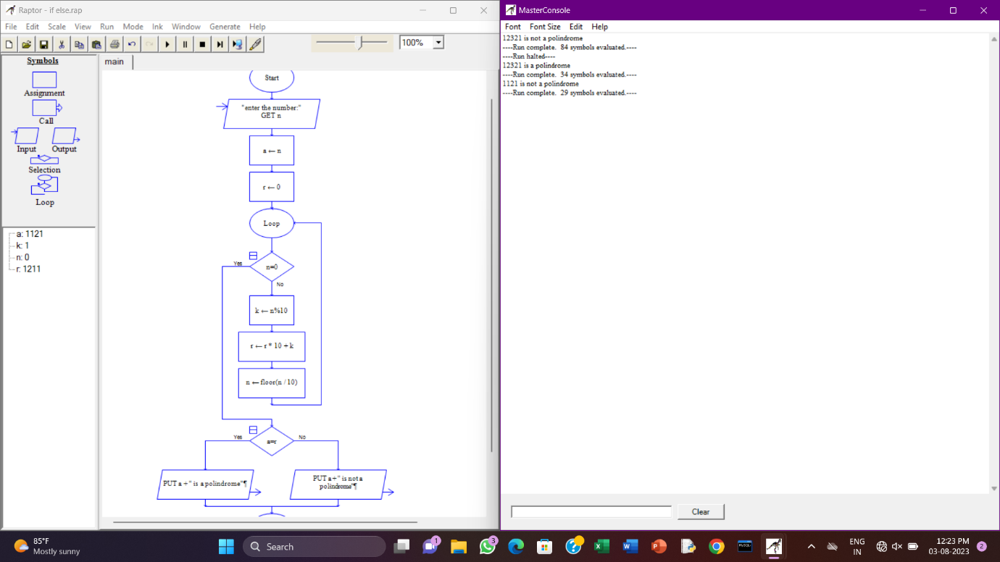 Raptor - if else.rap
File Edit Scale View Run Mode Ink Window Generate Help
100%
Symbols
Assignment
Call
Input Output
Selection
Loop
a: 1121
k: 1
n: 0
r: 1211
main
Start
"enter the number:"
GET n
a ← n
r ← 0
Loop
Yes
n=0
No
k ← n%10
r ← r * 10 + k
n ← floor(n / 10)
Yes
a=r
No
PUT a + " is a polindrome"¶
PUT a+" is not a
polindrome"¶
MasterConsole
Font Font Size Edit Help
12321 is not a polindrome
----Run complete. 84 symbols evaluated.----
----Run halted----
12321 is a polindrome
----Run complete. 34 symbols evaluated.----
1121 is not a polindrome
----Run complete. 29 symbols evaluated.----
Clear
85°F
Mostly sunny
Search
1
3
ENG
IN
12:23 PM
03-08-2023
2